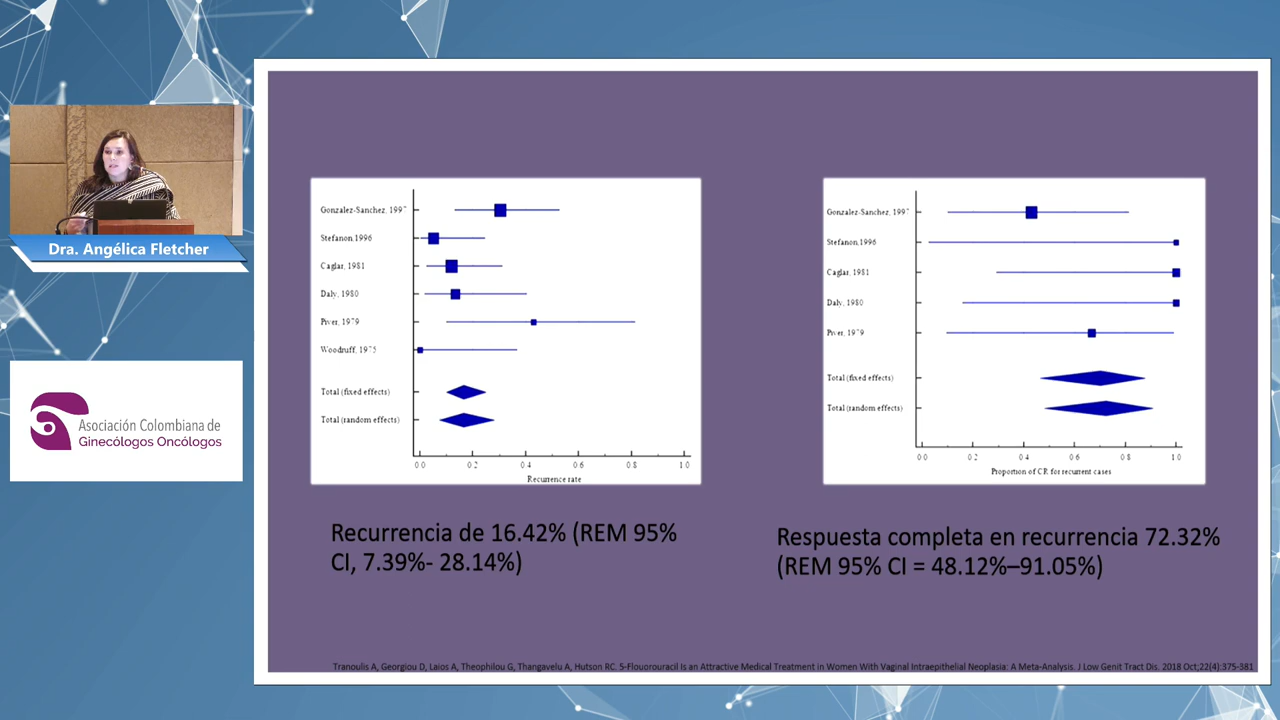 Dra. Angélica Fletcher
Asociación Colombiana de
Ginecólogos Oncólogos
Gonzalez-Sanchez, 199
Stefanon, 1996
Caglar, 1981
Daly, 1980
Piver, 1979
Woodruff, 1975
Total (fixed effects)
Total (random effects)
0.0 0.2 0.4 0.6 0.8 1.0
Recurrence rate
Gonzalez-Sanchez, 199
Stefanon, 1996
Caglar, 1981
Daly, 1980
Piver, 1979
Total (fixed effects)
Total (random effects)
0.0 0.2 0.4 0.6 0.8 1.0
Proportion of CR for recurrent cases
Recurrencia de 16.42% (REM 95%
CI, 7.39%- 28.14%)
Respuesta completa en recurrencia 72.32%
(REM 95% CI = 48.12%–91.05%)
Tranoulis A, Georgiou D, Laios A, Theophilou G, Thangavelu A, Hutson RC. 5-Flouorouracil Is an Attractive Medical Treatment in Women With Vaginal Intraepithelial Neoplasia: A Meta-Analysis. J Low Genit Tract Dis. 2018 Oct;22(4):375-381